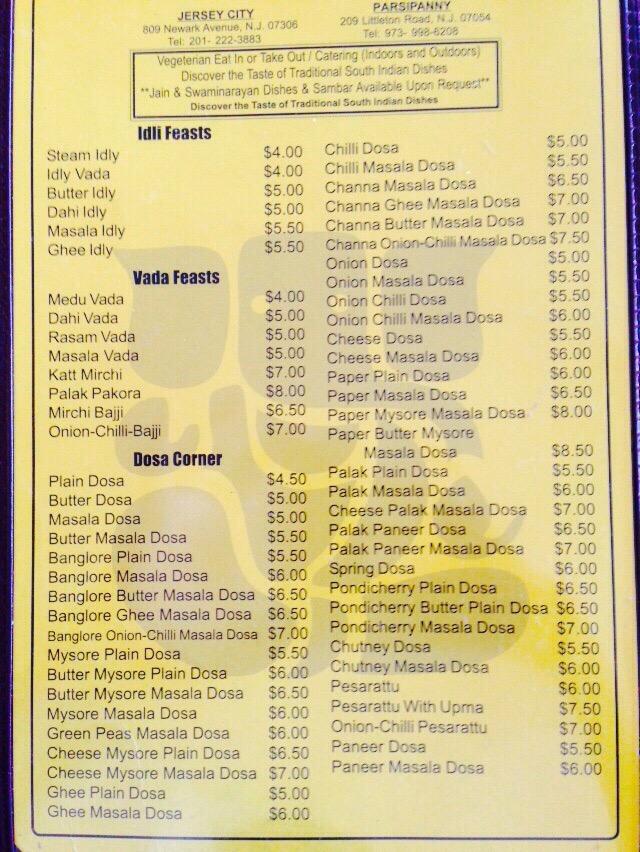 JERSEY CITY
809 Newark Avenue, N.J. 07306
Tel: 201- 222-3883
PARSIPANNY
209 Littleton Road, N.J. 07054
Tel: 973- 998-6208
Vegeterian Eat In or Take Out / Catering (Indoors and Outdoors)
Discover the Taste of Traditional South Indian Dishes
**Jain & Swaminarayan Dishes & Sambar Available Upon Request**
Discover the Taste of Traditional South Indian Dishes
Idli Feasts
Steam Idly $4.00
Idly Vada $4.00
Butter Idly $5.00
Dahi Idly $5.00
Masala Idly $5.50
Ghee Idly $5.50
Vada Feasts
Medu Vada $4.00
Dahi Vada $5.00
Rasam Vada $5.00
Masala Vada $5.00
Katt Mirchi $7.00
Palak Pakora $8.00
Mirchi Bajji $6.50
Onion-Chilli-Bajji $7.00
Dosa Corner
Plain Dosa $4.50
Butter Dosa $5.00
Masala Dosa $5.00
Butter Masala Dosa $5.50
Banglore Plain Dosa $5.50
Banglore Masala Dosa $6.00
Banglore Butter Masala Dosa $6.50
Banglore Ghee Masala Dosa $6.50
Banglore Onion-Chilli Masala Dosa $7.00
Mysore Plain Dosa $5.50
Butter Mysore Plain Dosa $6.00
Butter Mysore Masala Dosa $6.50
Mysore Masala Dosa $6.00
Green Peas Masala Dosa $6.00
Cheese Mysore Plain Dosa $6.50
Cheese Mysore Masala Dosa $7.00
Ghee Plain Dosa $5.00
Ghee Masala Dosa $6.00
Chilli Dosa $5.00
Chilli Masala Dosa $5.50
Channa Masala Dosa $6.50
Channa Ghee Masala Dosa $7.00
Channa Butter Masala Dosa $7.00
Channa Onion-Chilli Masala Dosa $7.50
Onion Dosa $5.00
Onion Masala Dosa $5.50
Onion Chilli Dosa $5.50
Onion Chilli Masala Dosa $6.00
Cheese Dosa $5.50
Cheese Masala Dosa $6.00
Paper Plain Dosa $6.00
Paper Masala Dosa $6.50
Paper Mysore Masala Dosa $8.00
Paper Butter Mysore
Masala Dosa $8.50
Palak Plain Dosa $5.50
Palak Masala Dosa $6.00
Cheese Palak Masala Dosa $7.00
Palak Paneer Dosa $6.50
Palak Paneer Masala Dosa $7.00
Spring Dosa $6.00
Pondicherry Plain Dosa $6.50
Pondicherry Butter Plain Dosa $6.50
Pondicherry Masala Dosa $7.00
Chutney Dosa $5.50
Chutney Masala Dosa $6.00
Pesarattu $6.00
Pesarattu With Upma $7.50
Onion-Chilli Pesarattu $7.00
Paneer Dosa $5.50
Paneer Masala Dosa $6.00